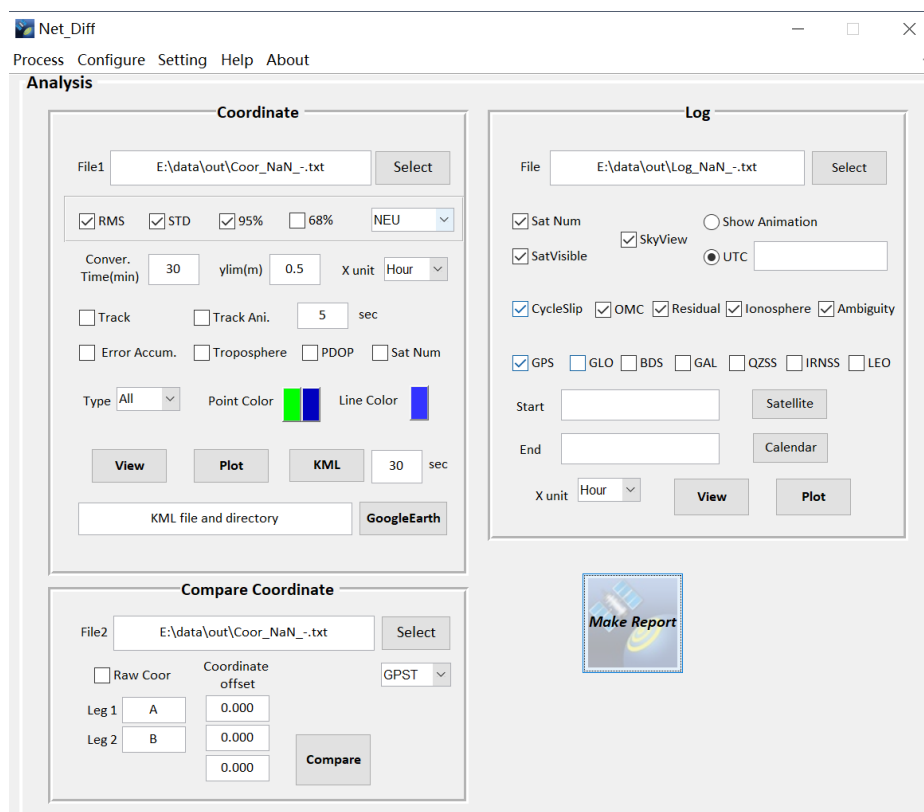 Net_Diff
Process Configure Setting Help About
Analysis
Coordinate
File1 E:\data\out\Coor_NaN_-.txt Select
RMS STD 95% 68% NEU
Conver.
Time(min) 30 ylim(m) 0.5 X unit Hour
Track Track Ani. 5 sec
Error Accum. Troposphere PDOP Sat Num
Type All Point Color Line Color
View Plot KML 30 sec
KML file and directory GoogleEarth
Compare Coordinate
File2 E:\data\out\Coor_NaN_-.txt Select
Raw Coor Coordinate
offset GPST
Leg 1 A 0.000
Leg 2 B 0.000
0.000 Compare
Log
File E:\data\out\Log_NaN_-.txt Select
Sat Num SkyView Show Animation
SatVisible UTC
CycleSlip OMC Residual Ionosphere Ambiguity
GPS GLO BDS GAL QZSS IRNSS LEO
Start Satellite
End Calendar
X unit Hour View Plot
Make Report